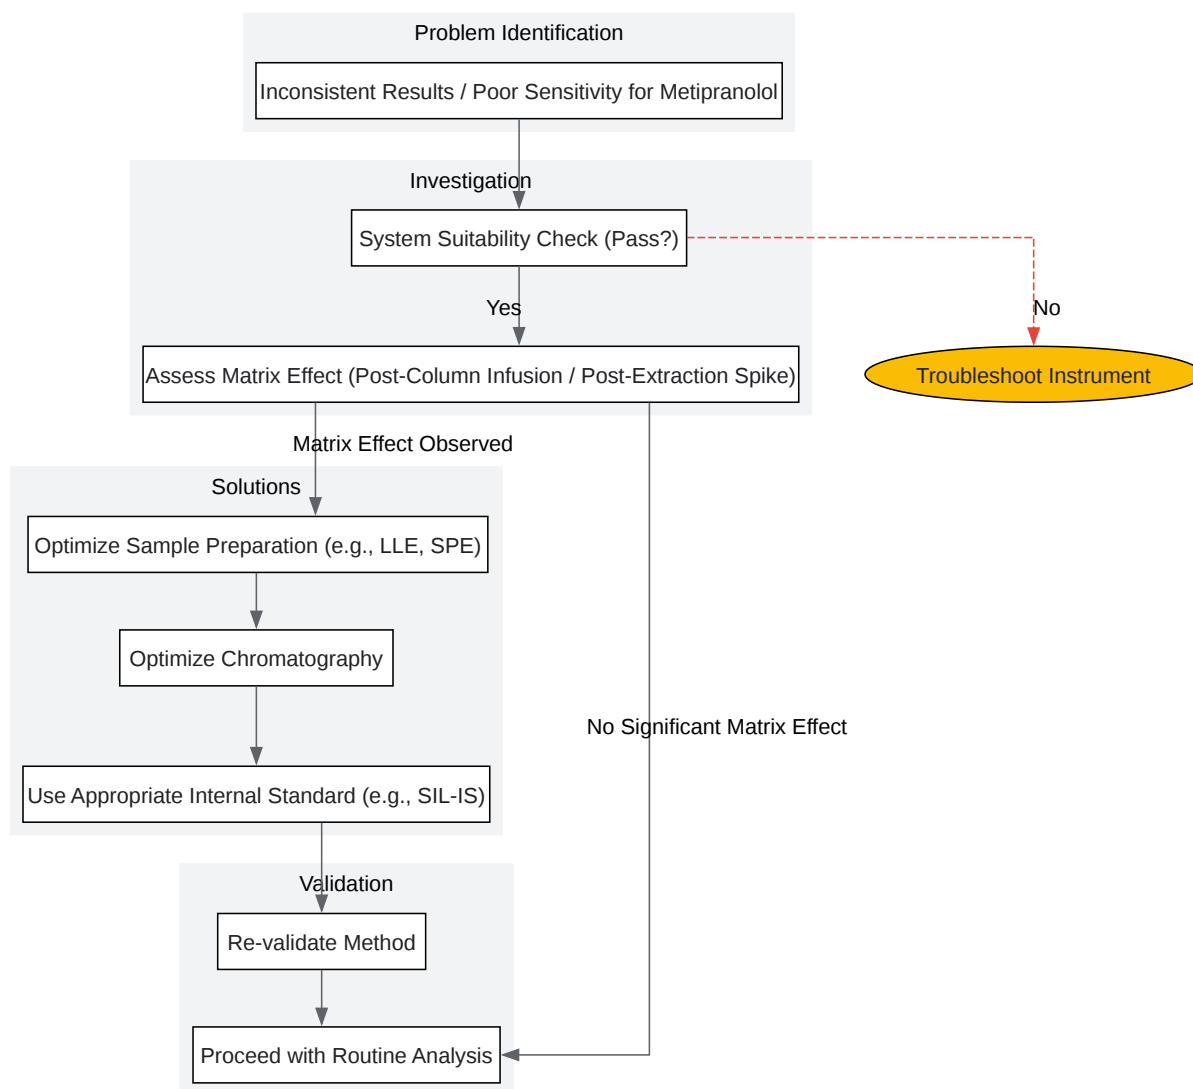 Problem Identification
Inconsistent Results / Poor Sensitivity for Metipranolol
Investigation
System Suitability Check (Pass?)
Yes
No
Assess Matrix Effect (Post-Column Infusion / Post-Extraction Spike)
Troubleshoot Instrument
Matrix Effect Observed
Solutions
Optimize Sample Preparation (e.g., LLE, SPE)
Optimize Chromatography
No Significant Matrix Effect
Use Appropriate Internal Standard (e.g., SIL-IS)
Validation
Re-validate Method
Proceed with Routine Analysis